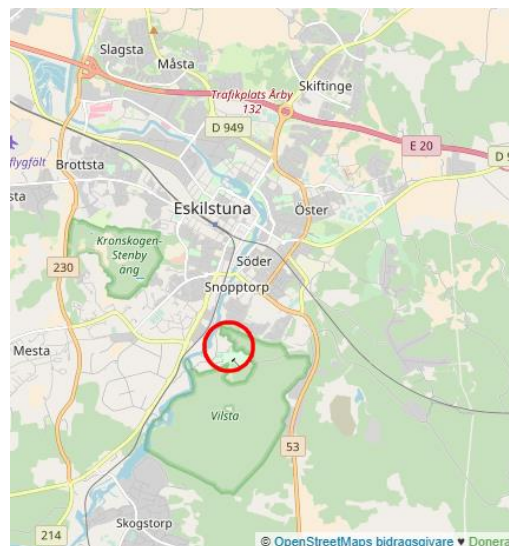 Slagsta
Måsta
Skiftinge
Trafikplats Årby
132
D 949
E 20
D 9
flygfält
Brottsta
sta
Eskilstuna
Öster
Kronskogen-
Stenby
äng
Söder
230
Snopptorp
Mesta
Vilsta
53
214
Skogstorp
© OpenStreetMaps bidragsgivare ♥ Donera